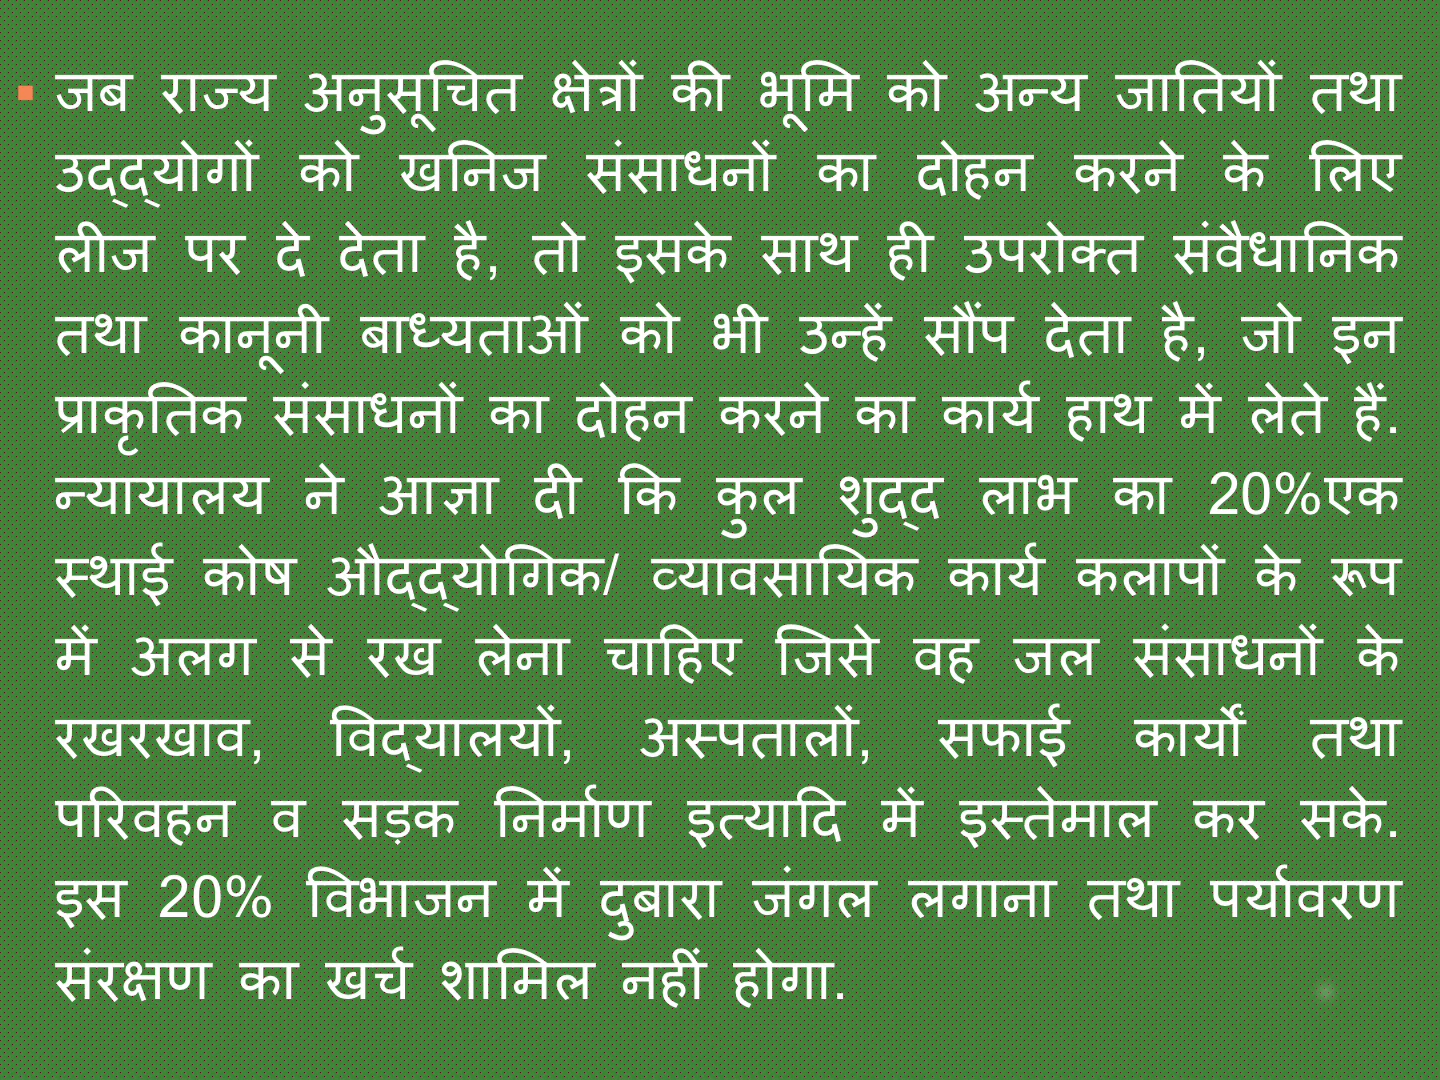 जब राज्य अनुसूचित क्षेत्रों की भूमि को अन्य जातियों तथा
उद्द्योगों को खनिज संसाधनों का दोहन करने के लिए
लीज पर दे देता है, तो इसके साथ ही उपरोक्त संवैधानिक
तथा कानूनी बाध्यताओं को भी उन्हें सौंप देता है, जो इन
प्राकृतिक संसाधनों का दोहन करने का कार्य हाथ में लेते हैं.
न्यायालय ने आज्ञा दी कि कुल शुद्द लाभ का 20%एक
स्थाई कोष औद्द्योगिक/ व्यावसायिक कार्य कलापों के रूप
में अलग से रख लेना चाहिए जिसे वह जल संसाधनों के
रखरखाव, विद्यालयों, अस्पतालों, सफाई कार्यों तथा
परिवहन व सड़क निर्माण इत्यादि में इस्तेमाल कर सके.
इस 20% विभाजन में दुबारा जंगल लगाना तथा पर्यावरण
संरक्षण का खर्च शामिल नहीं होगा.